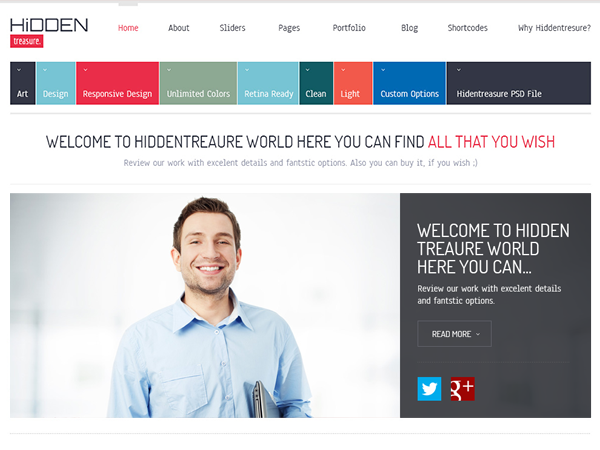 HiDDEN
treasure.
Home About Sliders Pages Portfolio Blog Shortcodes Why Hiddentresure?
Art Design Responsive Design Unlimited Colors Retina Ready Clean Light Custom Options Hidentreasure PSD File
WELCOME TO HIDDENTREAURE WORLD HERE YOU CAN FIND ALL THAT YOU WISH
Review our work with excelent details and fantstic options. Also you can buy it, if you wish ;)
WELCOME TO HIDDEN
TREAURE WORLD
HERE YOU CAN...
Review our work with excelent details
and fantstic options.
READ MORE
g+